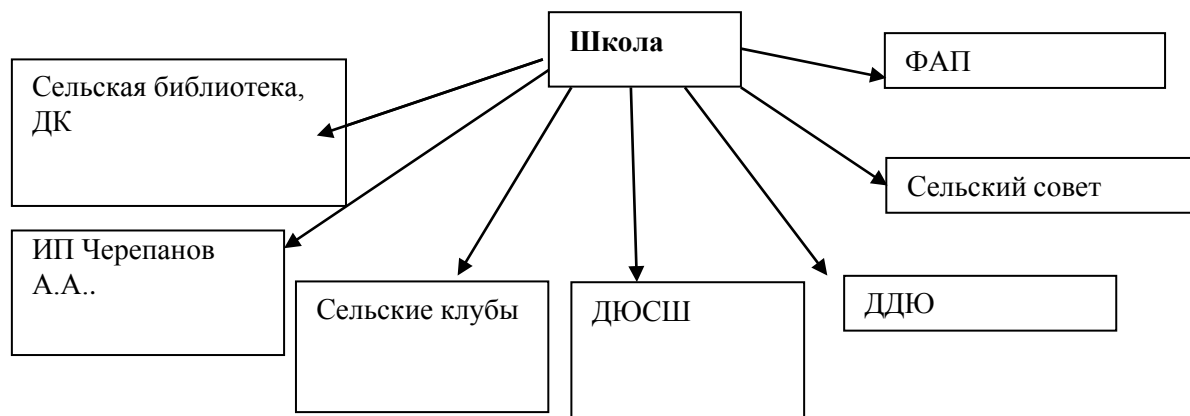 Школа
ФАП
Сельская библиотека,
ДК
Сельский совет
ИП Черепанов
А.А..
Сельские клубы
ДЮСШ
ДДЮ